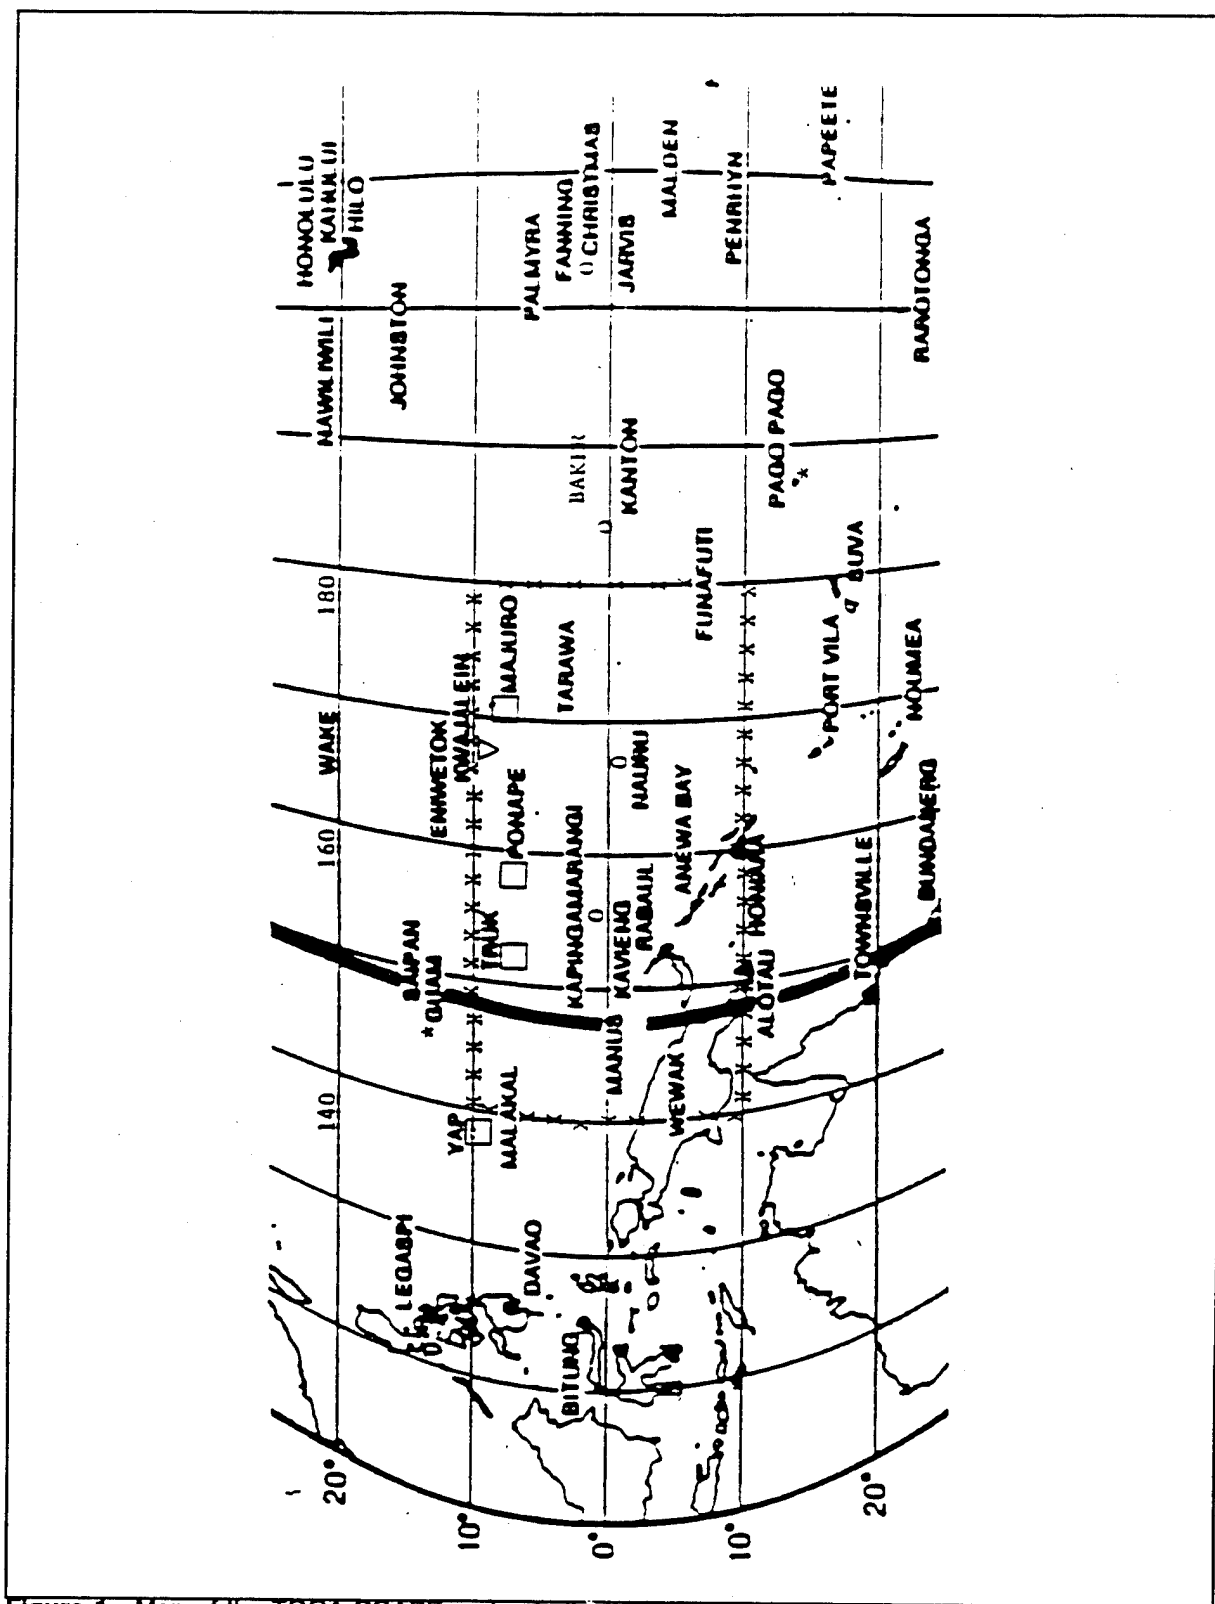 HONOLULU
KAHULUI
HILO
NAWILIWILI
JOHNSTON
PALMYRA
FANNING
CHRISTMAS
JARVIS
MALDEN
PENRHYN
PAPEETE
RAROTONGA
BAKER
KANTON
PAGO PAGO
180
FUNAFUTI
SUVA
WAKE
ENIWETOK
KWAJALEIN
MAJURO
TARAWA
PORT VILA
NOUMEA
160
PONAPE
NAURU
ANEWA BAY
HONIARA
TOWNSVILLE
BUNDABERG
SAIPAN
*GUAM
TRUK
KAPINGAMARANGI
KAVIENG
RABAUL
ALOTAU
MANUS
WEWAK
140
YAP
MALAKAL
LEGASPI
DAVAO
BITUNG
20°
10°
0°
10°
20°